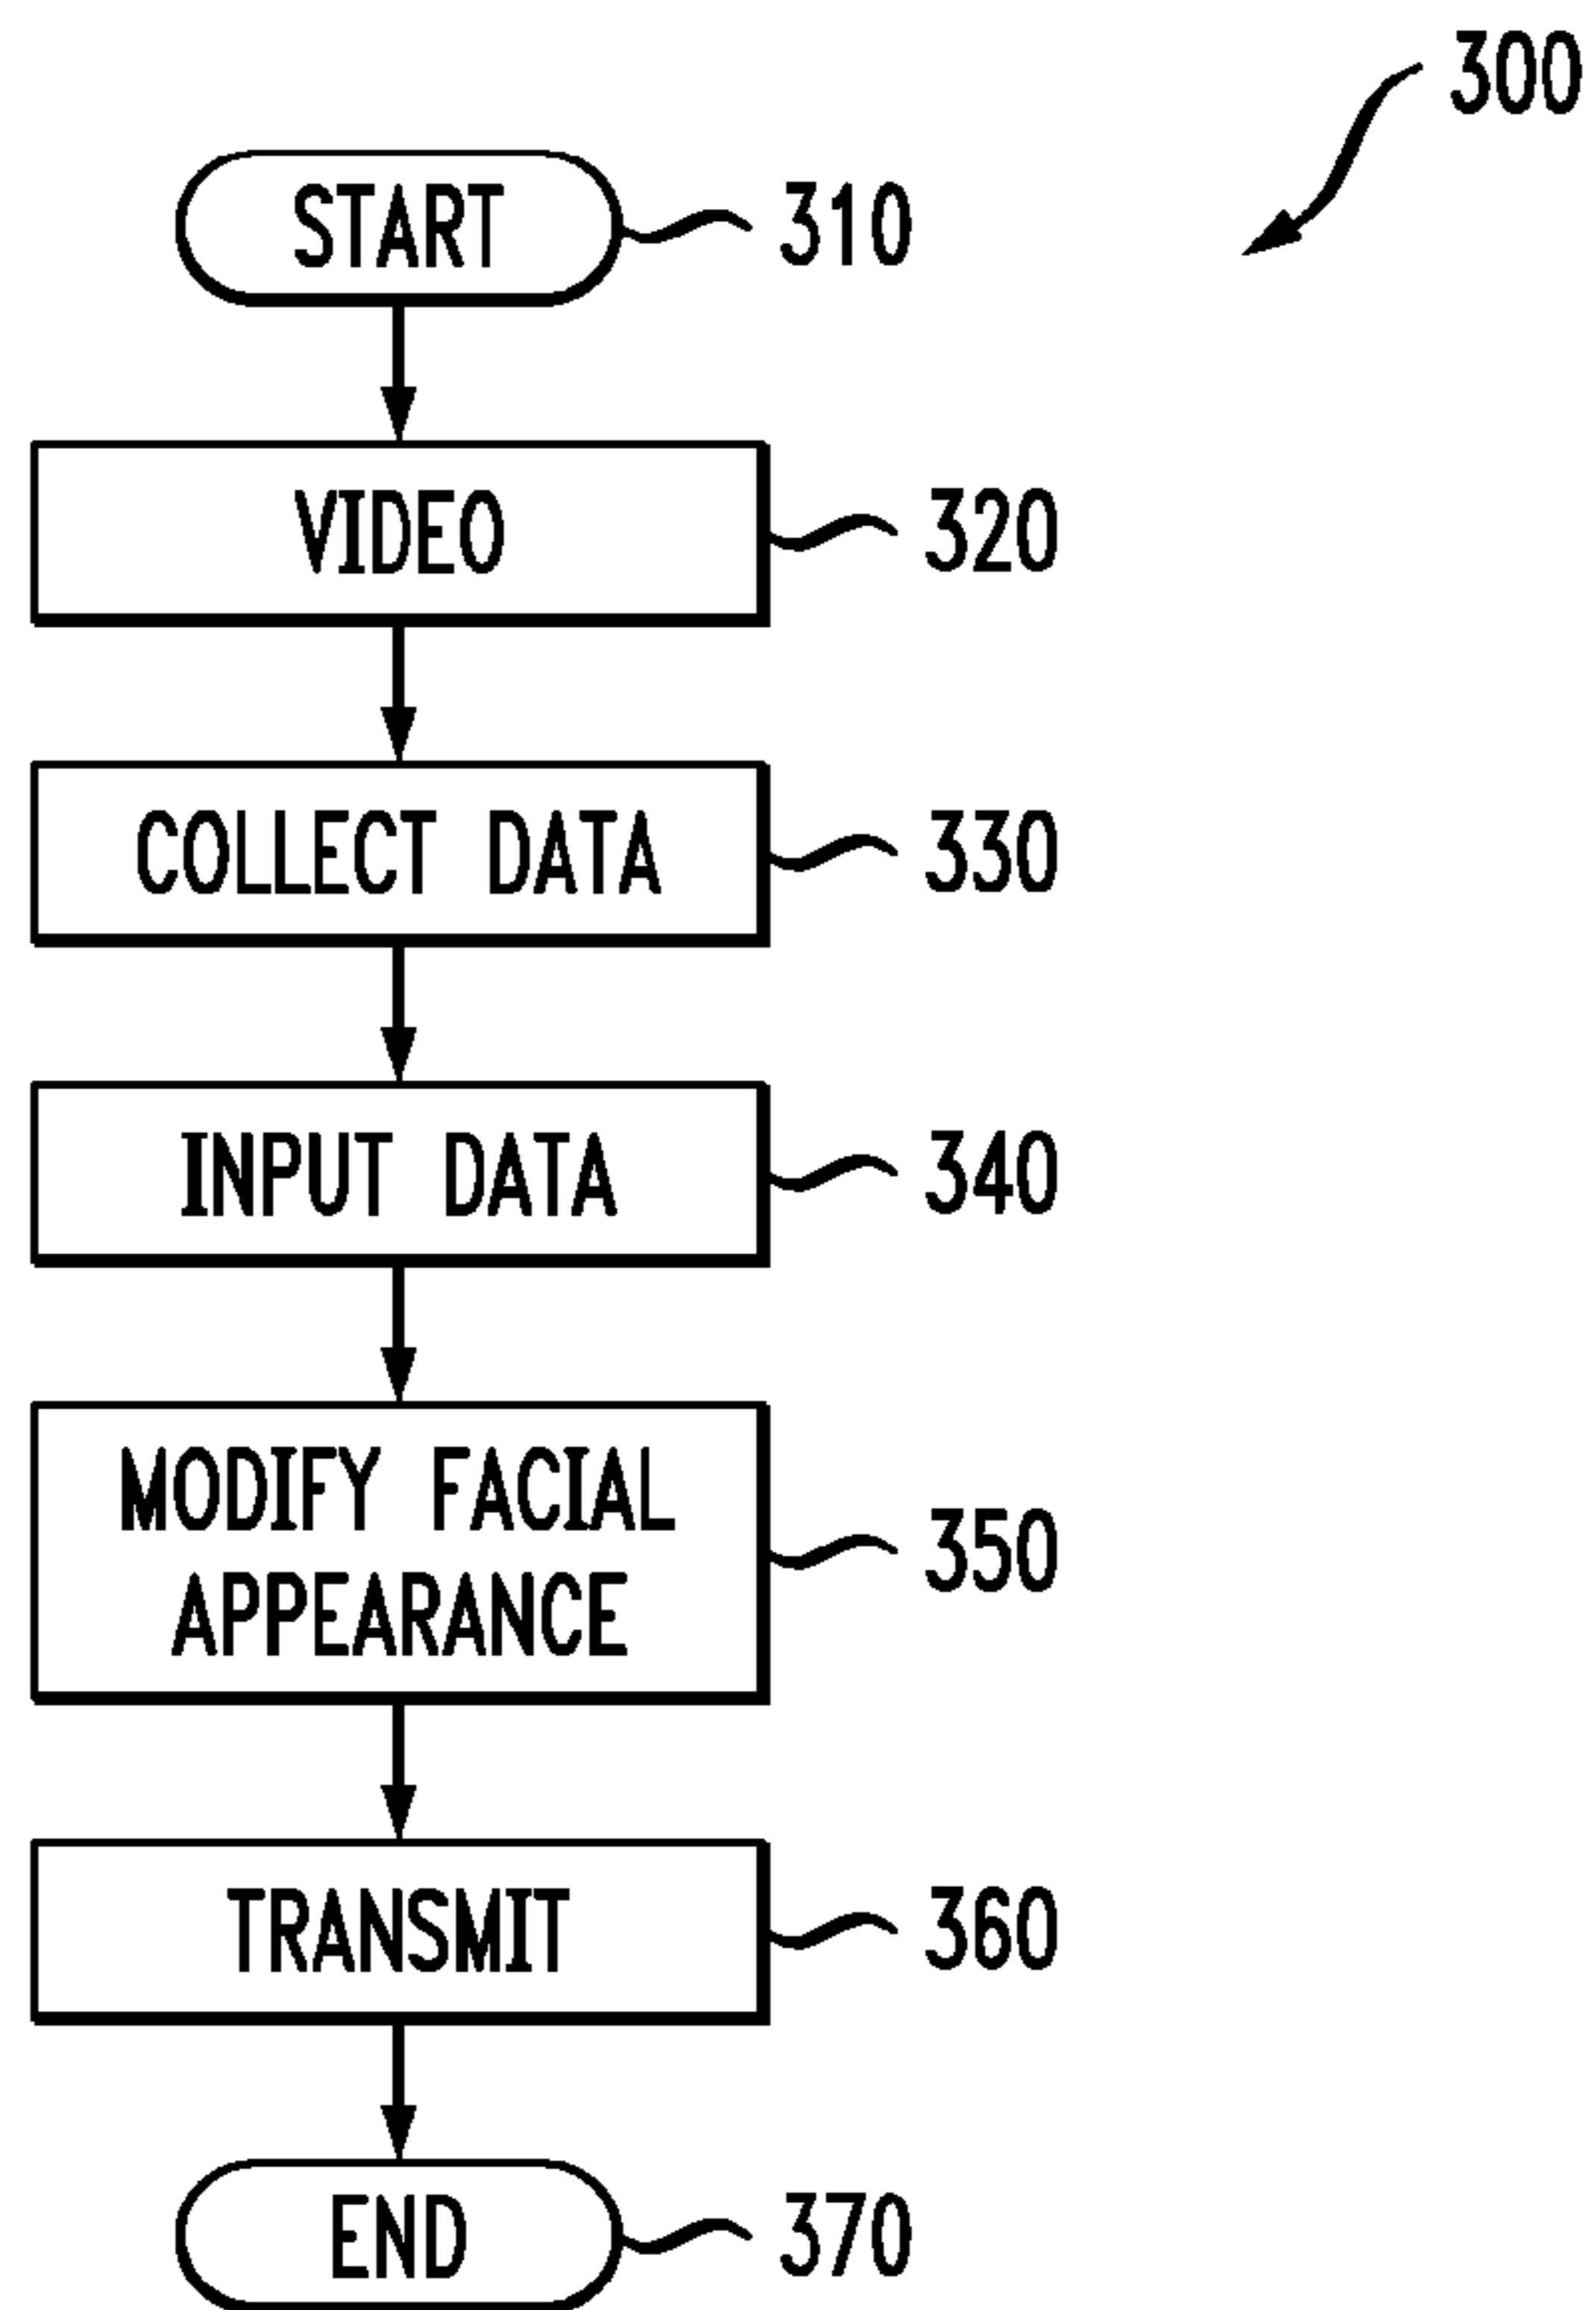 300
START 310
VIDEO 320
COLLECT DATA 330
INPUT DATA 340
MODIFY FACIAL
APPEARANCE
350
TRANSMIT 360
END 370